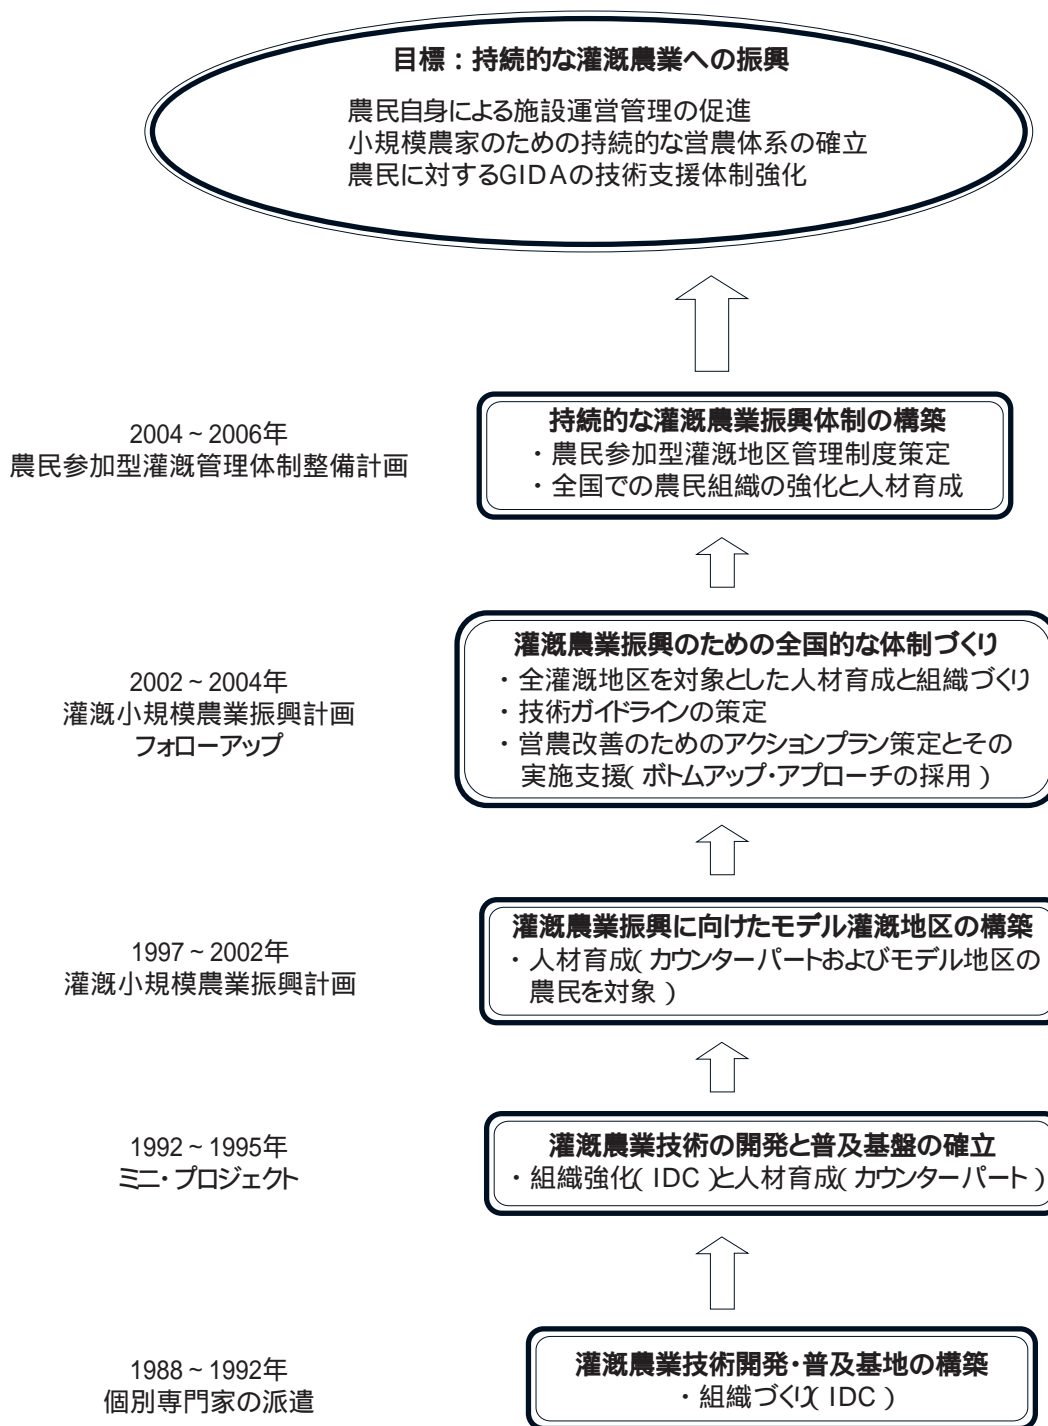 目標：持続的な灌漑農業への振興
農民自身による施設運営管理の促進
小規模農家のための持続的な営農体系の確立
農民に対するGIDAの技術支援体制強化
2004～2006年
農民参加型灌漑管理体制整備計画
持続的な灌漑農業振興体制の構築
・農民参加型灌漑地区管理制度策定
・全国での農民組織の強化と人材育成
2002～2004年
灌漑小規模農業振興計画
フォローアップ
灌漑農業振興のための全国的な体制づくり
・全灌漑地区を対象とした人材育成と組織づくり
・技術ガイドラインの策定
・営農改善のためのアクションプラン策定とその
実施支援（ボトムアップ・アプローチの採用）
1997～2002年
灌漑小規模農業振興計画
灌漑農業振興に向けたモデル灌漑地区の構築
・人材育成（カウンターパートおよびモデル地区の
農民を対象）
1992～1995年
ミニ・プロジェクト
灌漑農業技術の開発と普及基盤の確立
・組織強化（IDC）と人材育成（カウンターパート）
1988～1992年
個別専門家の派遣
灌漑農業技術開発・普及基地の構築
・組織づくり（IDC）